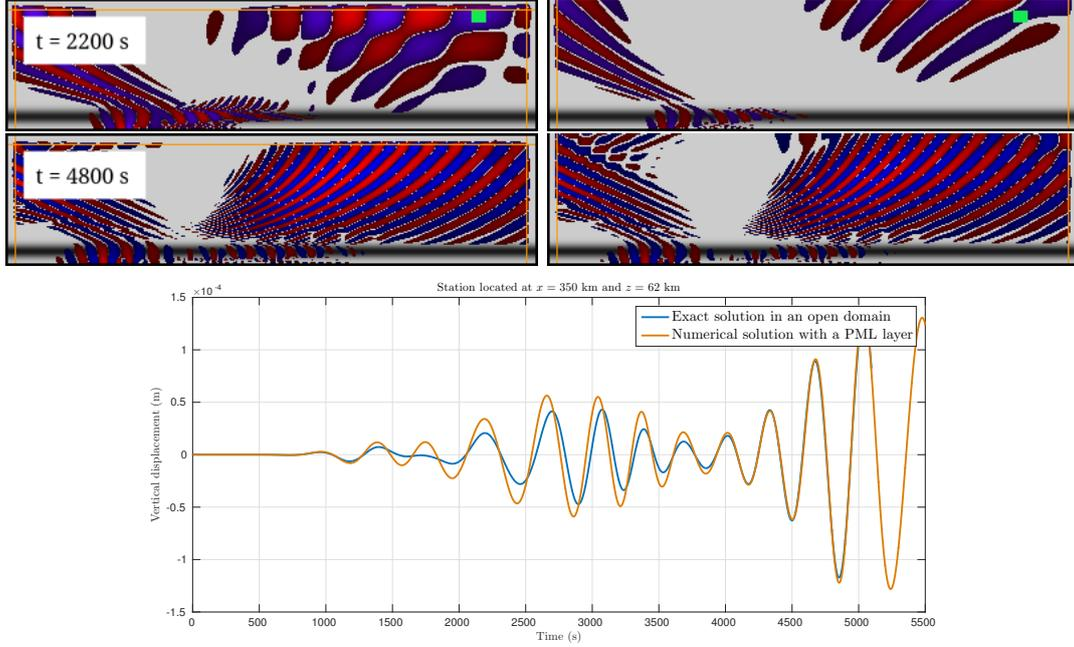 t = 2200 s
t = 4800 s
Station located at x = 350 km and z = 62 km
×10⁻⁴
1.5
1
0.5
0
-0.5
-1
-1.5
Vertical displacement (m)
Exact solution in an open domain
Numerical solution with a PML layer
0 500 1000 1500 2000 2500 3000 3500 4000 4500 5000 5500
Time (s)